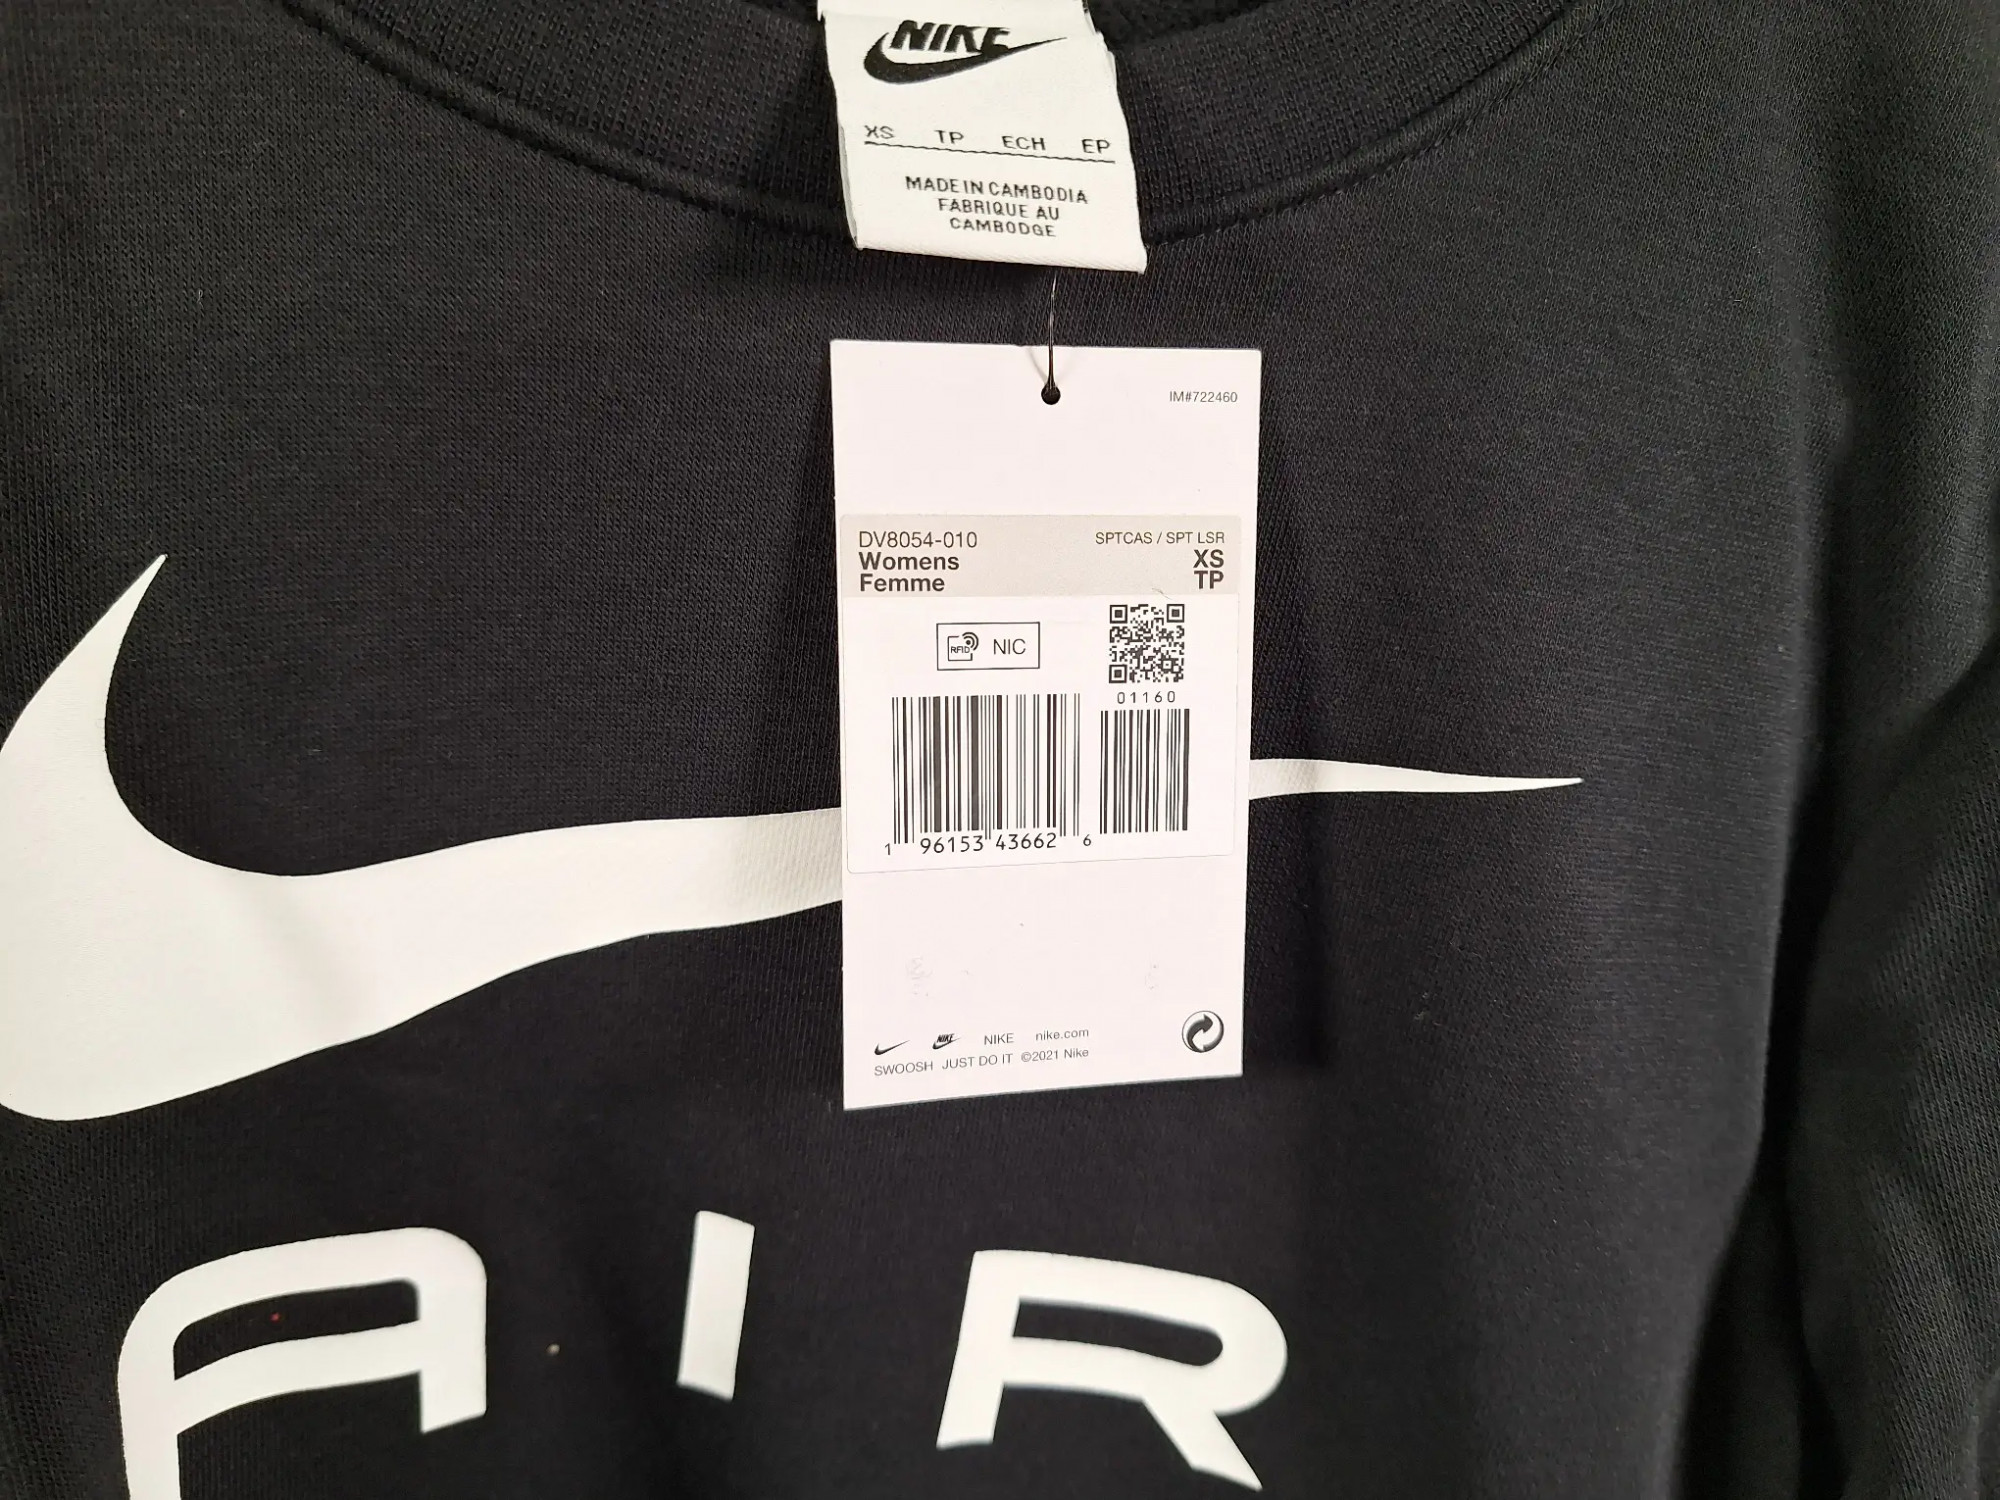 NIKE
XS TP ECH EP
MADE IN CAMBODIA
FABRIQUE AU
CAMBODGE
IM#722460
DV8054-010 SPTCAS / SPT LSR
Womens XS
Femme TP
RFID NIC
01160
1 96153 43662 6
NIKE NIKE nike.com
SWOOSH JUST DO IT ©2021 Nike
AIR